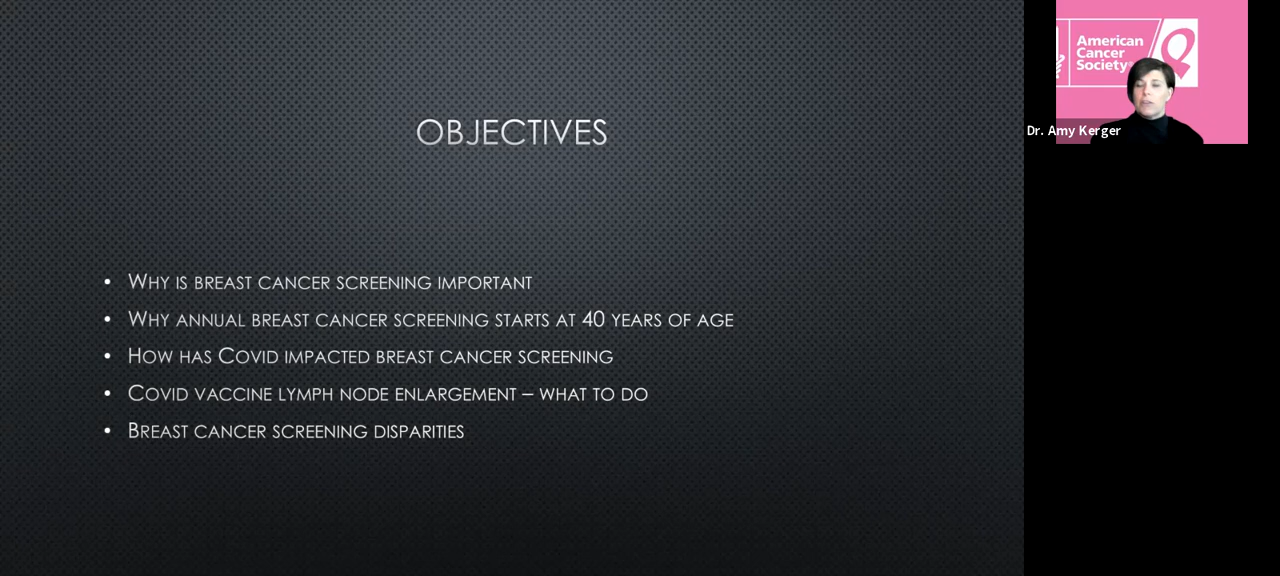 OBJECTIVES
• WHY IS BREAST CANCER SCREENING IMPORTANT
• WHY ANNUAL BREAST CANCER SCREENING STARTS AT 40 YEARS OF AGE
• HOW HAS COVID IMPACTED BREAST CANCER SCREENING
• COVID VACCINE LYMPH NODE ENLARGEMENT – WHAT TO DO
• BREAST CANCER SCREENING DISPARITIES
American
Cancer
Society
Dr. Amy Kerger